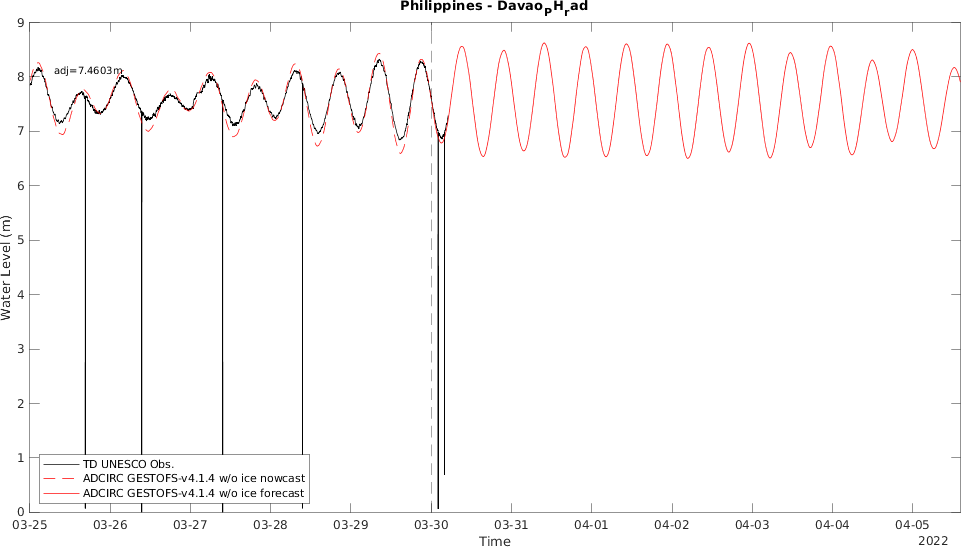 Philippines - Davao_pH_rad
9
8
7
6
5
4
3
2
1
0
Water Level (m)
adj=7.4603m
TD UNESCO Obs.
ADCIRC GESTOFS-v4.1.4 w/o ice nowcast
ADCIRC GESTOFS-v4.1.4 w/o ice forecast
03-25 03-26 03-27 03-28 03-29 03-30 03-31 04-01 04-02 04-03 04-04 04-05
Time
2022